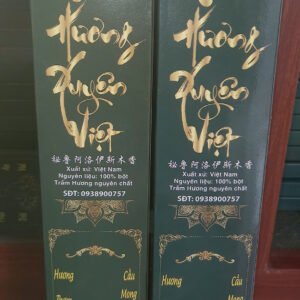 Hương
Xuyên
Việt
秘鲁阿洛伊斯木香
Xuất xứ: Việt Nam
Nguyên liệu: 100% bột
Trầm Hương nguyên chất
SĐT: 0938900757
Hương Cầu
Mong
Hương
Xuyên
Việt
秘鲁阿洛伊斯木香
Xuất xứ: Việt Nam
Nguyên liệu: 100% bột
Trầm Hương nguyên chất
SĐT: 0938900757
Hương Cầu